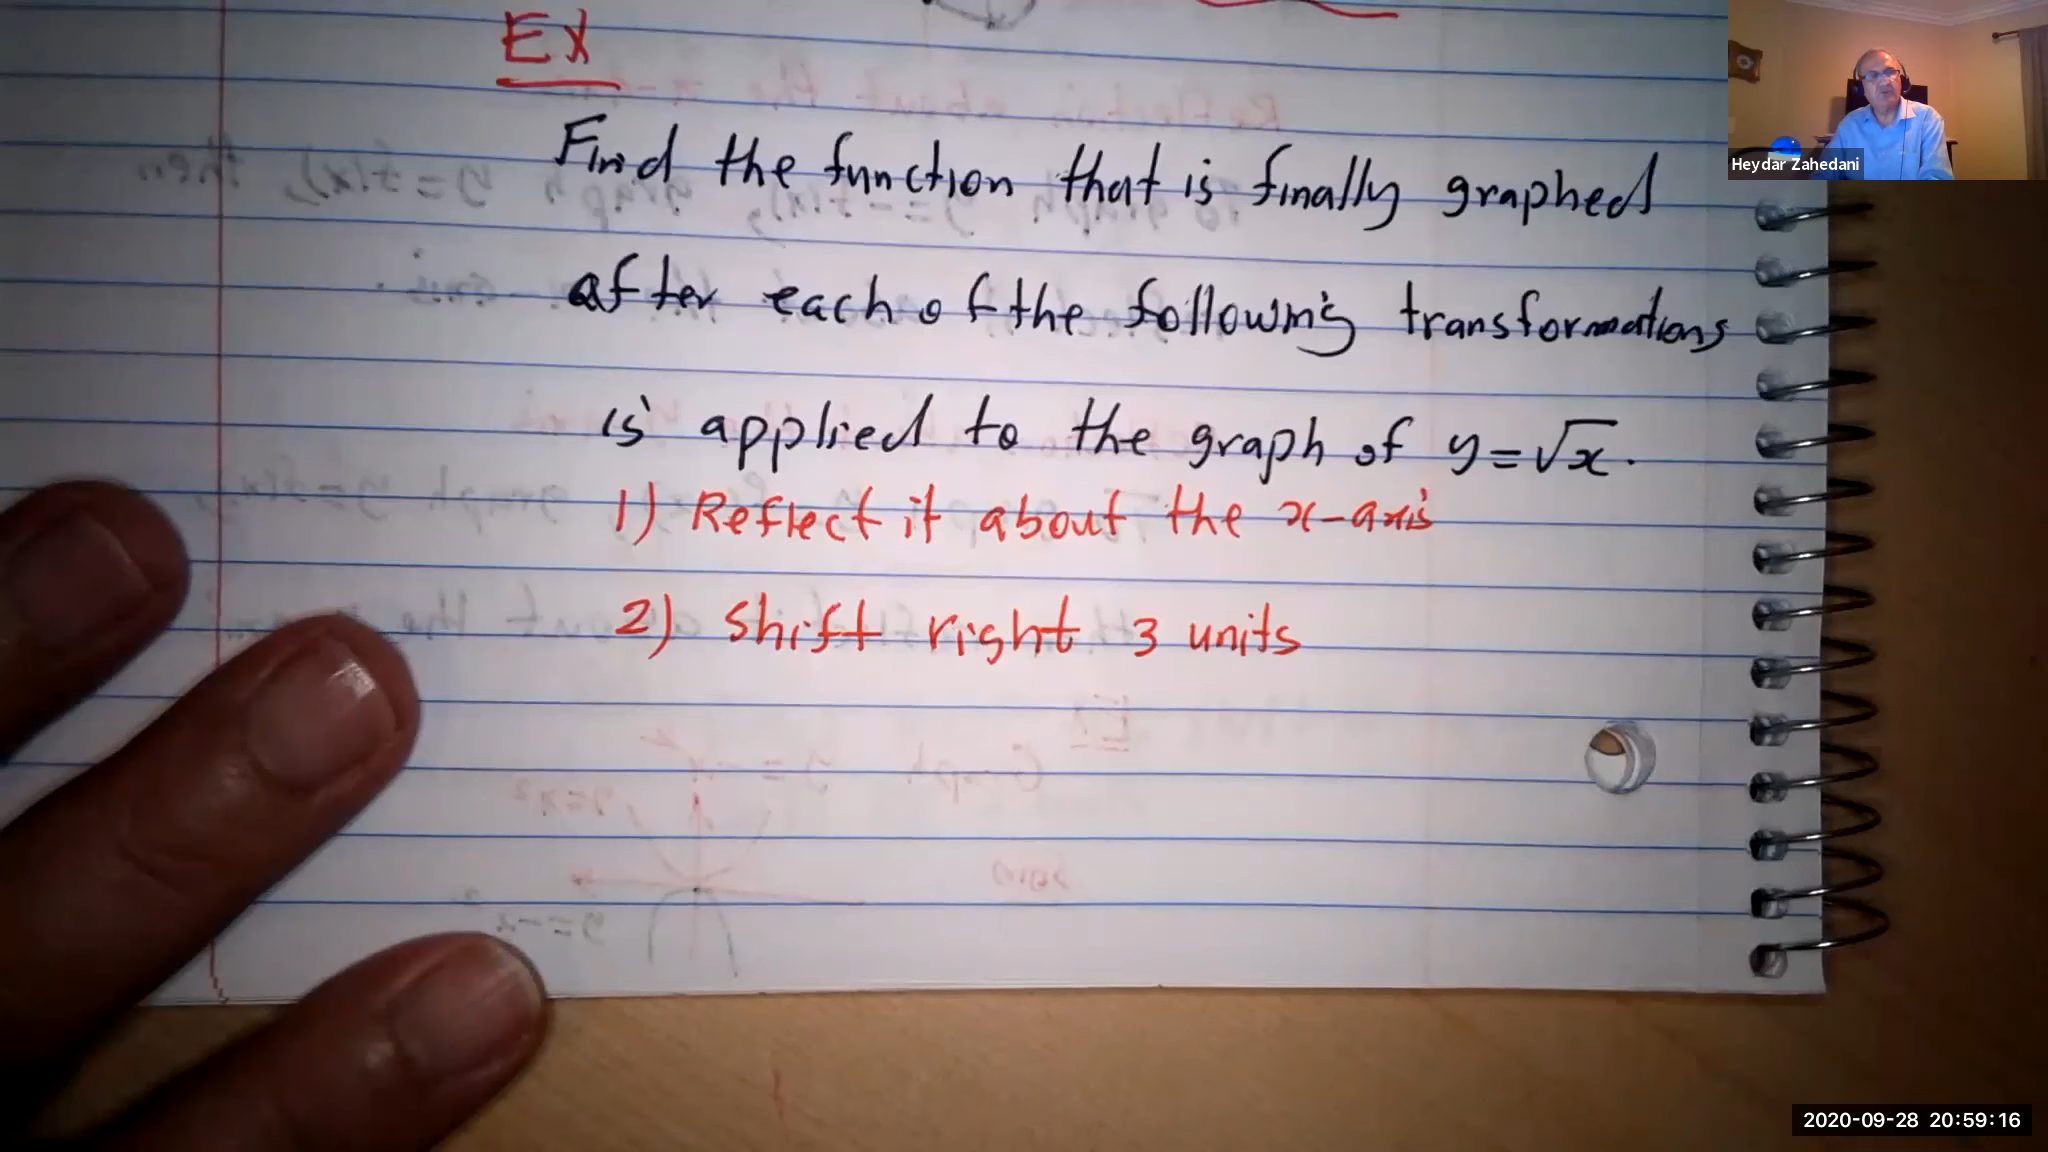 EX
Find the function that is finally graphed
after each of the following transformations
is applied to the graph of y=√x.
1) Reflect it about the x-axis
2) shift right 3 units
Heydar Zahedani
2020-09-28 20:59:16